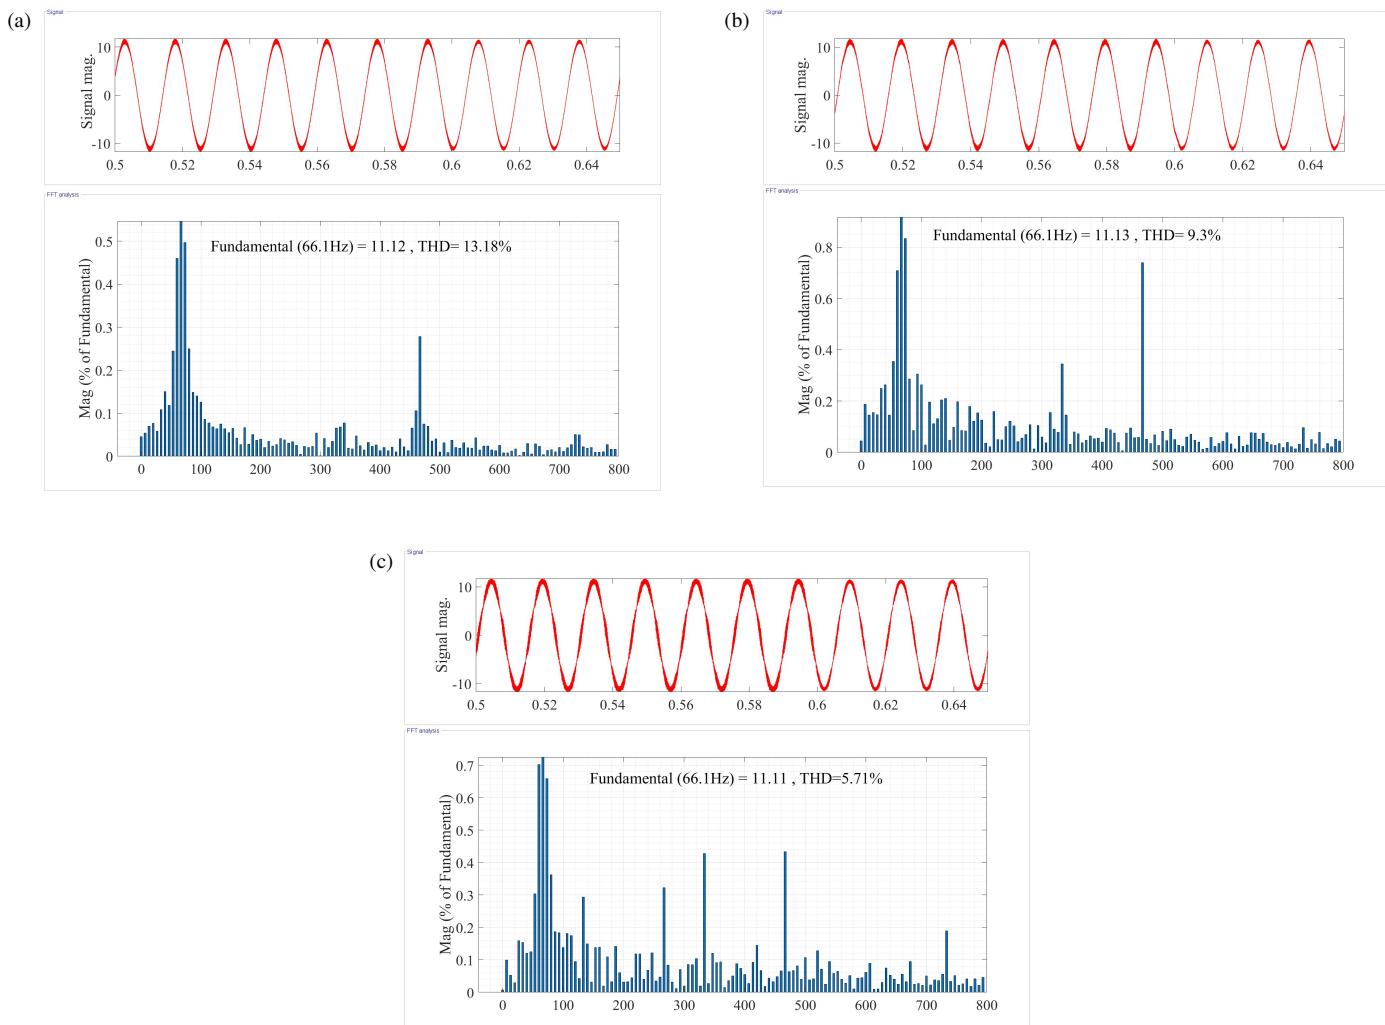 (a)
Signal
Signal mag.
10
0
-10
0.5 0.52 0.54 0.56 0.58 0.6 0.62 0.64
FFT analysis
Fundamental (66.1Hz) = 11.12 , THD= 13.18%
Mag (% of Fundamental)
0.5
0.4
0.3
0.2
0.1
0
0 100 200 300 400 500 600 700 800
(b)
Signal
Signal mag.
10
0
-10
0.5 0.52 0.54 0.56 0.58 0.6 0.62 0.64
FFT analysis
Fundamental (66.1Hz) = 11.13 , THD= 9.3%
Mag (% of Fundamental)
0.8
0.6
0.4
0.2
0
0 100 200 300 400 500 600 700 800
(c)
Signal
Signal mag.
10
0
-10
0.5 0.52 0.54 0.56 0.58 0.6 0.62 0.64
FFT analysis
Fundamental (66.1Hz) = 11.11 , THD=5.71%
Mag (% of Fundamental)
0.7
0.6
0.5
0.4
0.3
0.2
0.1
0
0 100 200 300 400 500 600 700 800